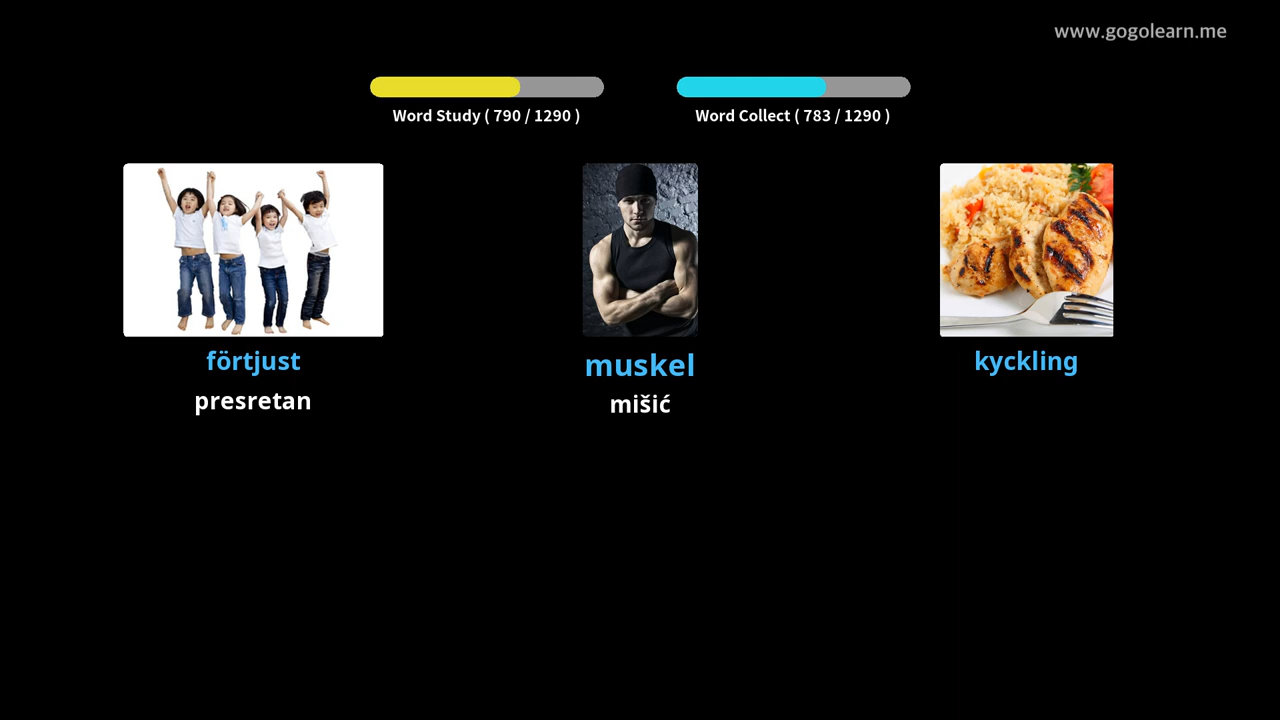 www.gogolearn.me
Word Study ( 790 / 1290 )
Word Collect ( 783 / 1290 )
förtjust
presretan
muskel
mišić
kyckling